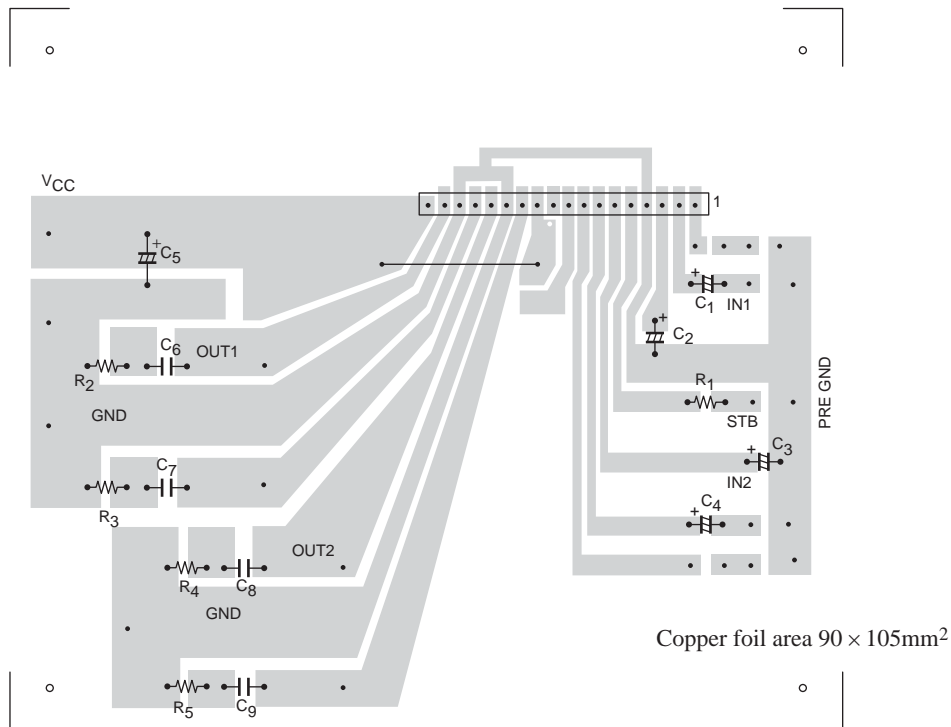 VCC
1
+
C5
+
C1
IN1
+
C2
C6
OUT1
R2
R1
PRE GND
GND
STB
C7
+
C3
IN2
R3
C4
+
OUT2
R4
C8
GND
Copper foil area 90 × 105mm2
R5
C9